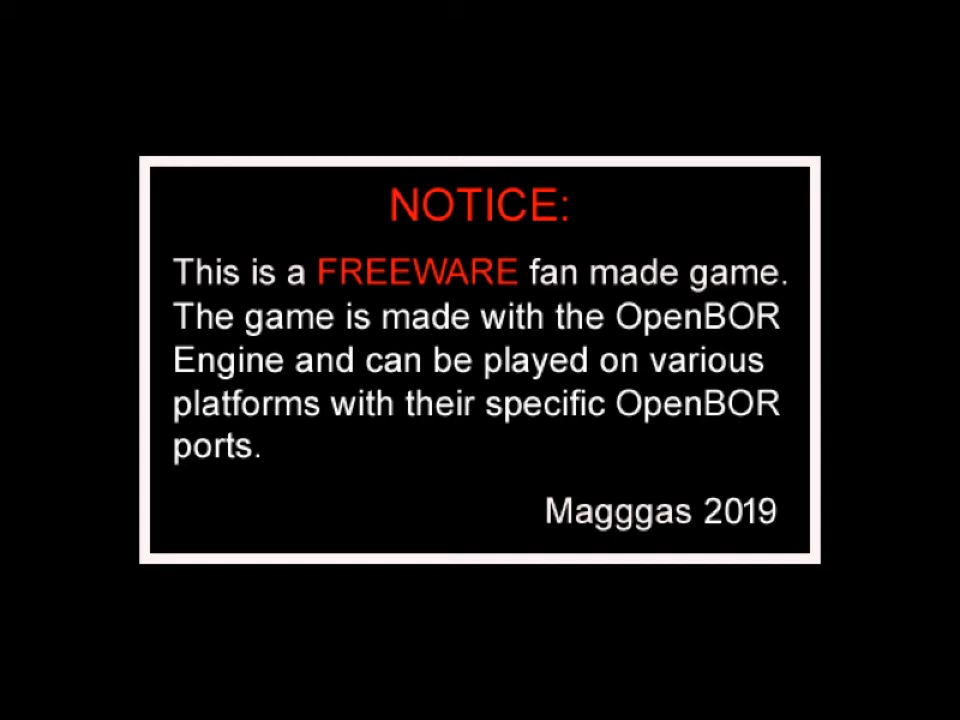 NOTICE:
This is a FREEWARE fan made game.
The game is made with the OpenBOR
Engine and can be played on various
platforms with their specific OpenBOR
ports.
Magggas 2019